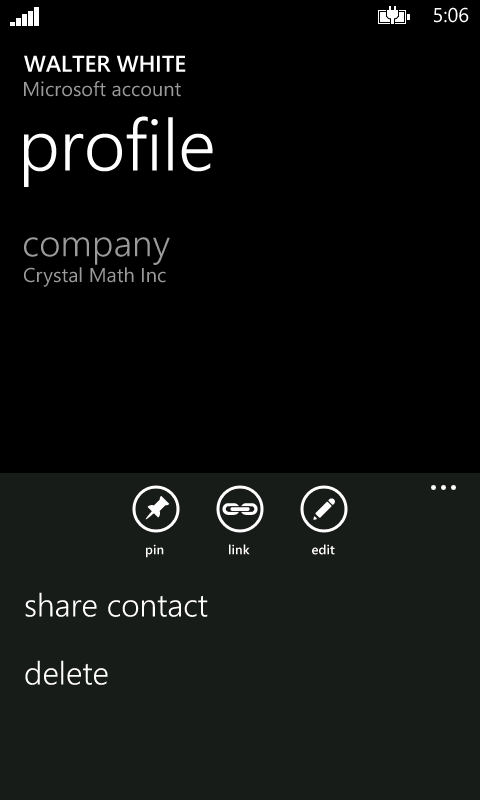 5:06
WALTER WHITE
Microsoft account
profile
company
Crystal Math Inc
pin link edit
share contact
delete